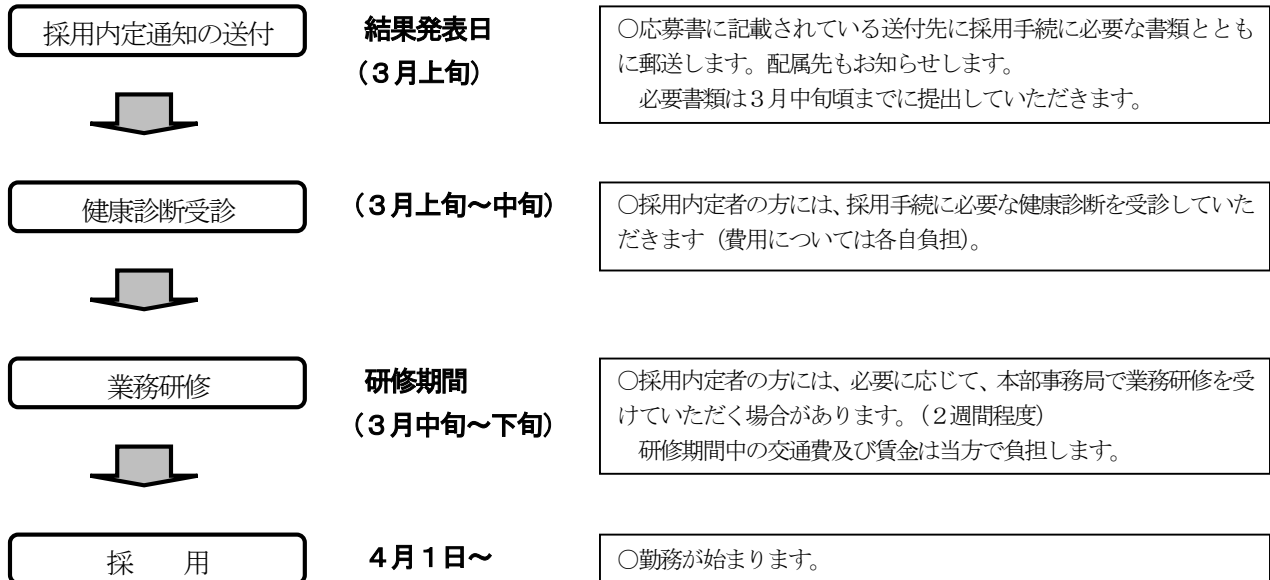 採用内定通知の送付
結果発表日
(３月上旬)
○応募書に記載されている送付先に採用手続に必要な書類ととも
に郵送します。配属先もお知らせします。
必要書類は３月中旬頃までに提出していただきます。
健康診断受診
(３月上旬～中旬)
○採用内定者の方には、採用手続に必要な健康診断を受診していた
だきます（費用については各自負担）。
業務研修
研修期間
(３月中旬～下旬)
○採用内定者の方には、必要に応じて、本部事務局で業務研修を受
けていただく場合があります。（２週間程度）
研修期間中の交通費及び賃金は当方で負担します。
採　　用
４月１日～
○勤務が始まります。